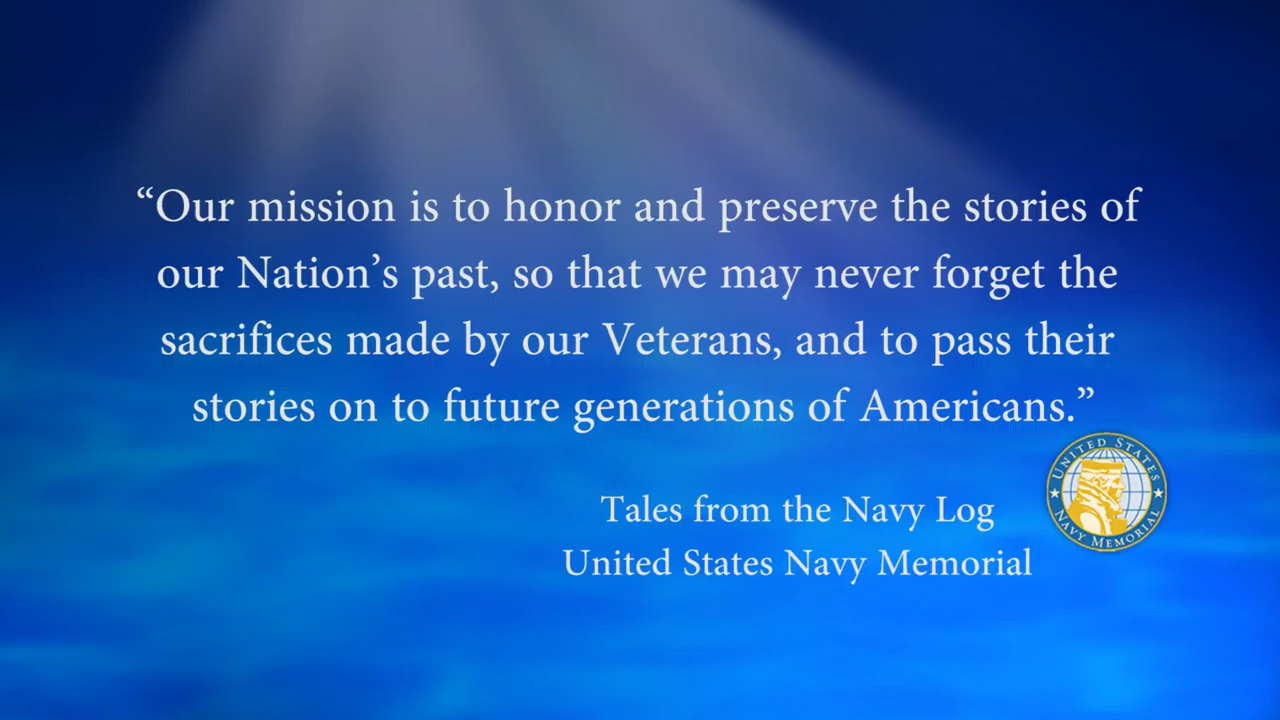 “Our mission is to honor and preserve the stories of
our Nation’s past, so that we may never forget the
sacrifices made by our Veterans, and to pass their
stories on to future generations of Americans.”
UNITED STATES
NAVY MEMORIAL
Tales from the Navy Log
United States Navy Memorial